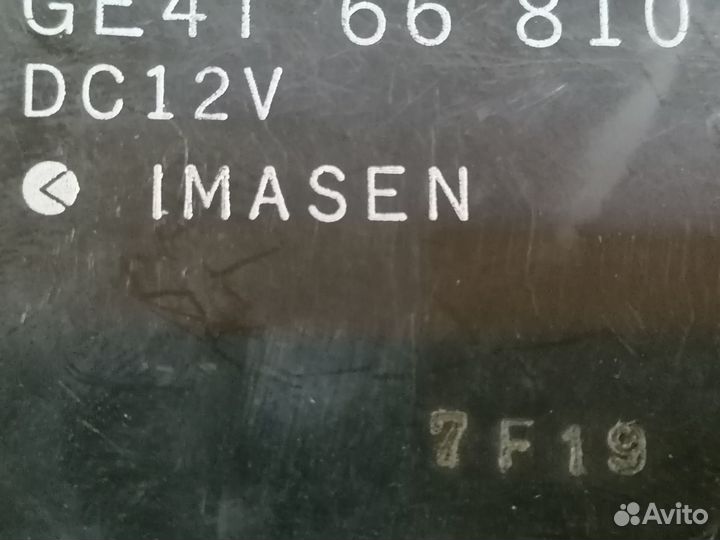 GE4T 66 810
DC12V
IMASEN
7F19
Avito